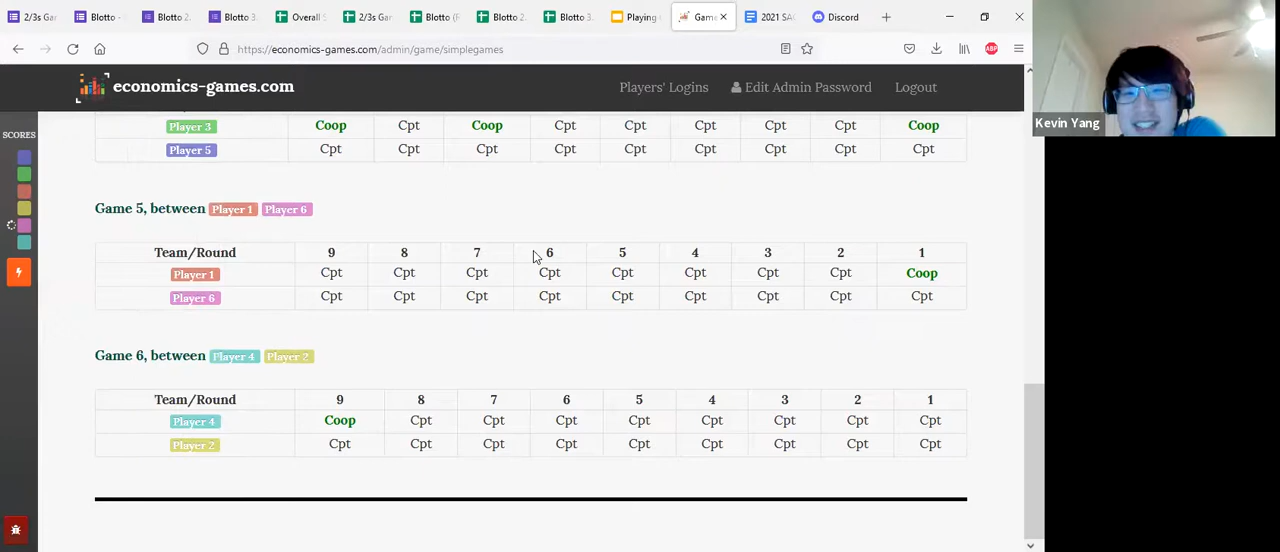 2/3s Gar Blotto - Blotto 2. Blotto 3. Overall S 2/3s Gar Blotto (F Blotto 2. Blotto 3. Playing Game 2021 SAC Discord
https://economics-games.com/admin/game/simplegames
ABP
economics-games.com Players' Logins Edit Admin Password Logout
Kevin Yang
SCORES
Player 3 Coop Cpt Coop Cpt Cpt Cpt Cpt Cpt Coop
Player 5 Cpt Cpt Cpt Cpt Cpt Cpt Cpt Cpt Cpt
Game 5, between Player 1 Player 6
Team/Round 9 8 7 6 5 4 3 2 1
Player 1 Cpt Cpt Cpt Cpt Cpt Cpt Cpt Cpt Coop
Player 6 Cpt Cpt Cpt Cpt Cpt Cpt Cpt Cpt Cpt
Game 6, between Player 4 Player 2
Team/Round 9 8 7 6 5 4 3 2 1
Player 4 Coop Cpt Cpt Cpt Cpt Cpt Cpt Cpt Cpt
Player 2 Cpt Cpt Cpt Cpt Cpt Cpt Cpt Cpt Cpt